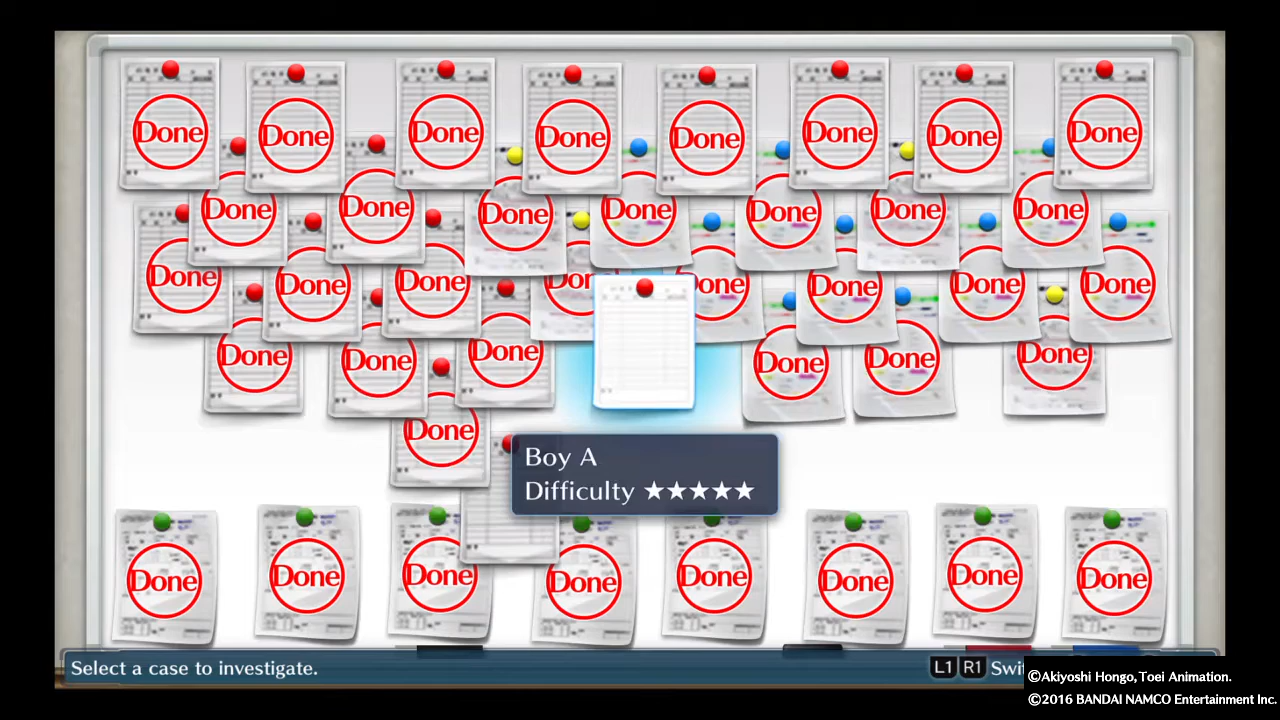 Done Done Done Done Done Done Done Done
Done Done Done Done Done Done Done
Done Done Done Done Done Done Done Done
Done Done Done Done Done Done
Done
Boy A
Difficulty ★★★★★
Done Done Done Done Done Done Done Done
Select a case to investigate.
L1 R1
©Akiyoshi Hongo, Toei Animation.
©2016 BANDAI NAMCO Entertainment Inc.